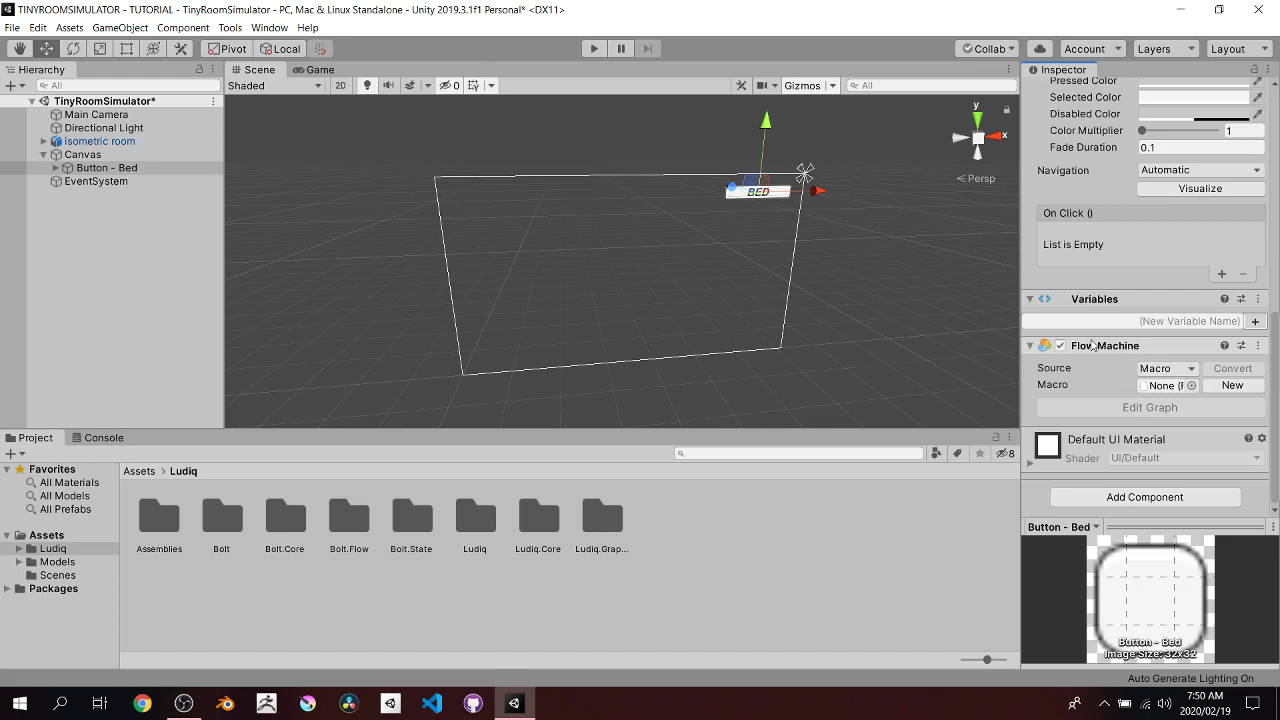 TINYROOMSIMULATOR - TUTORIAL - TinyRoomSimulator - PC, Mac & Linux Standalone - Unity 2019.3.1f1 Personal* <DX11>
File Edit Assets GameObject Component Tools Window Help
Pivot Local Collab Account Layers Layout
Hierarchy
All
TinyRoomSimulator*
Main Camera
Directional Light
isometric room
Canvas
Button - Bed
EventSystem
Scene Game
Shaded 2D 0 Gizmos All
y
x
Persp
BED
Inspector
Pressed Color
Selected Color
Disabled Color
Color Multiplier 1
Fade Duration 0.1
Navigation Automatic
Visualize
On Click ()
List is Empty
Variables
(New Variable Name)
Flow Machine
Source Macro Convert
Macro None (F New
Edit Graph
Default UI Material
Shader UI/Default
Add Component
Button - Bed
Button - Bed
Image Size: 32x32
Project Console
8
Favorites
All Materials
All Models
All Prefabs
Assets
Ludiq
Models
Scenes
Packages
Assets > Ludiq
Assemblies Bolt Bolt.Core Bolt.Flow Bolt.State Ludiq Ludiq.Core Ludiq.Grap...
Auto Generate Lighting On
7:50 AM
2020/02/19